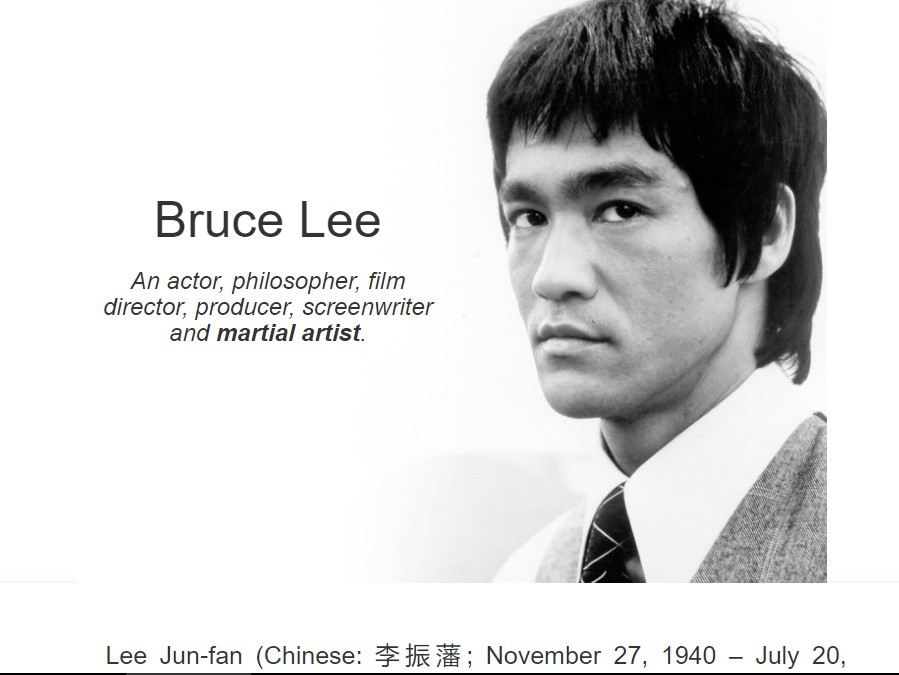 Bruce Lee
An actor, philosopher, film
director, producer, screenwriter
and martial artist.
Lee Jun-fan (Chinese: 李振藩; November 27, 1940 – July 20,